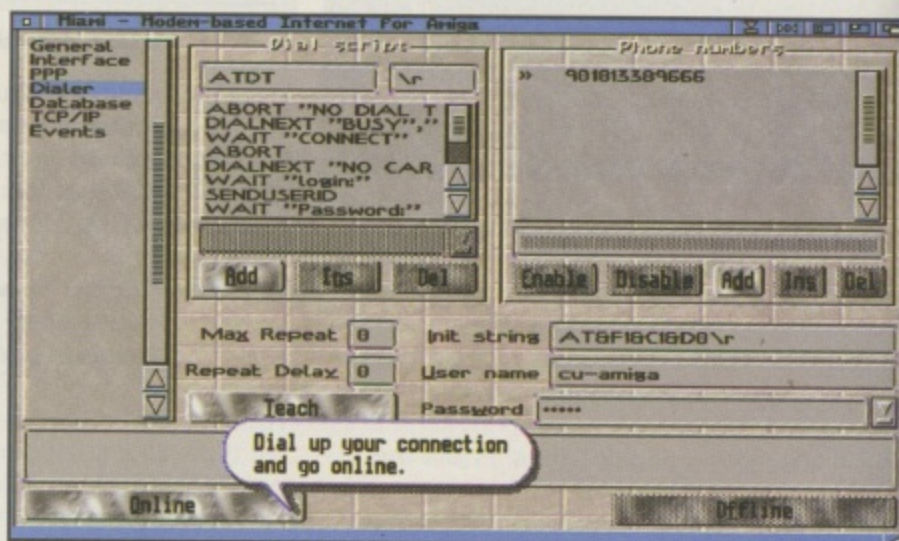 Miami - Modem-based Internet for Amiga
General
Interface
PPP
Dialer
Database
TCP/IP
Events
Dial script
ATDT
\r
ABORT "NO DIAL T
DIALNEXT "BUSY","
WAIT "CONNECT"
ABORT
DIALNEXT "NO CAR
WAIT "login:"
SENDUSERID
WAIT "Password:"
Add
Ins
Del
Phone numbers
» 901813389666
Enable
Disable
Add
Ins
Del
Max Repeat 0
Repeat Delay 0
Teach
Init string AT&F1&C1&D0\r
User name cu-amiga
Password *****
Dial up your connection
and go online.
Online
Offline